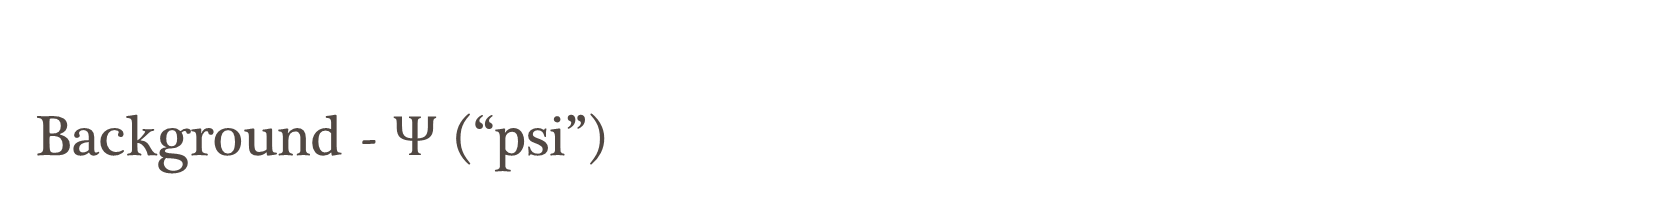 Background - Ψ (“psi”)